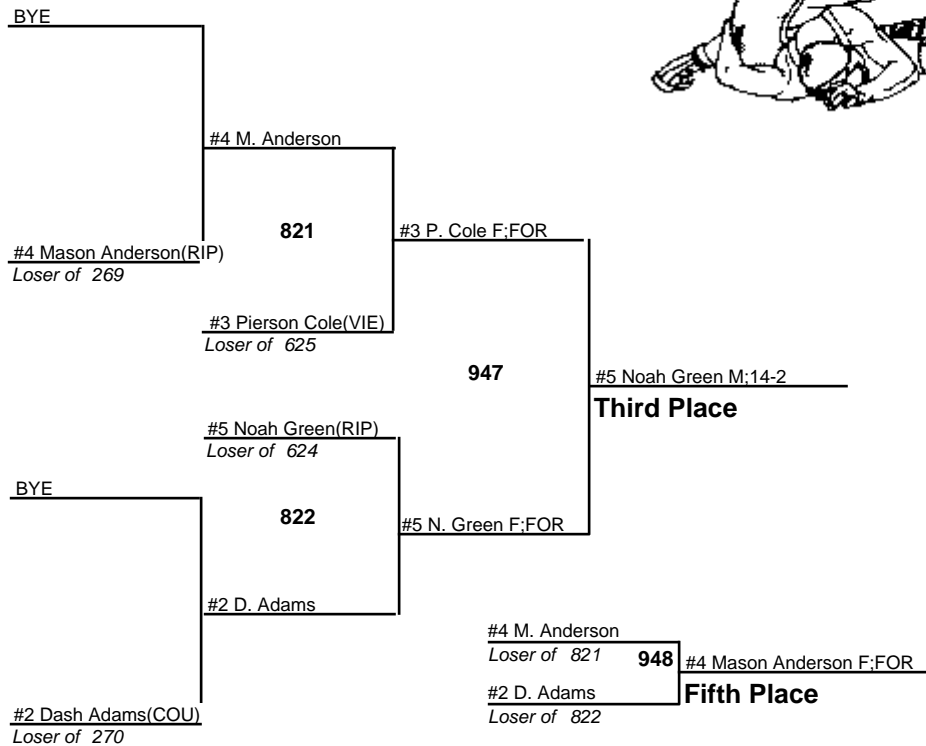 BYE
#4 M. Anderson
821
#3 P. Cole F;FOR
#4 Mason Anderson(RIP)
Loser of 269
#3 Pierson Cole(VIE)
Loser of 625
947
#5 Noah Green M;14-2
Third Place
#5 Noah Green(RIP)
Loser of 624
BYE
822
#5 N. Green F;FOR
#2 D. Adams
#2 Dash Adams(COU)
Loser of 270
#4 M. Anderson
Loser of 821
948
#4 Mason Anderson F;FOR
Fifth Place
#2 D. Adams
Loser of 822